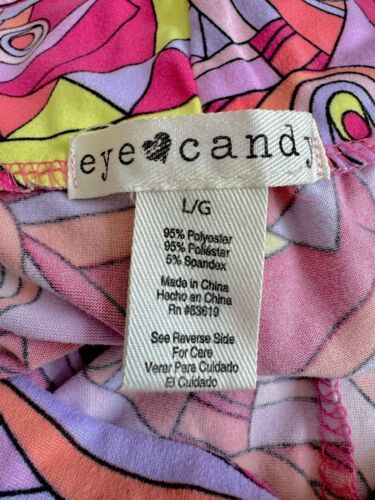 eye candy
L/G
95% Polyester
95% Poliéster
5% Spandex
Made in China
Hecho en China
Rn #63619
See Reverse Side
For Care
Verar Para Cuidado
El Cuidado